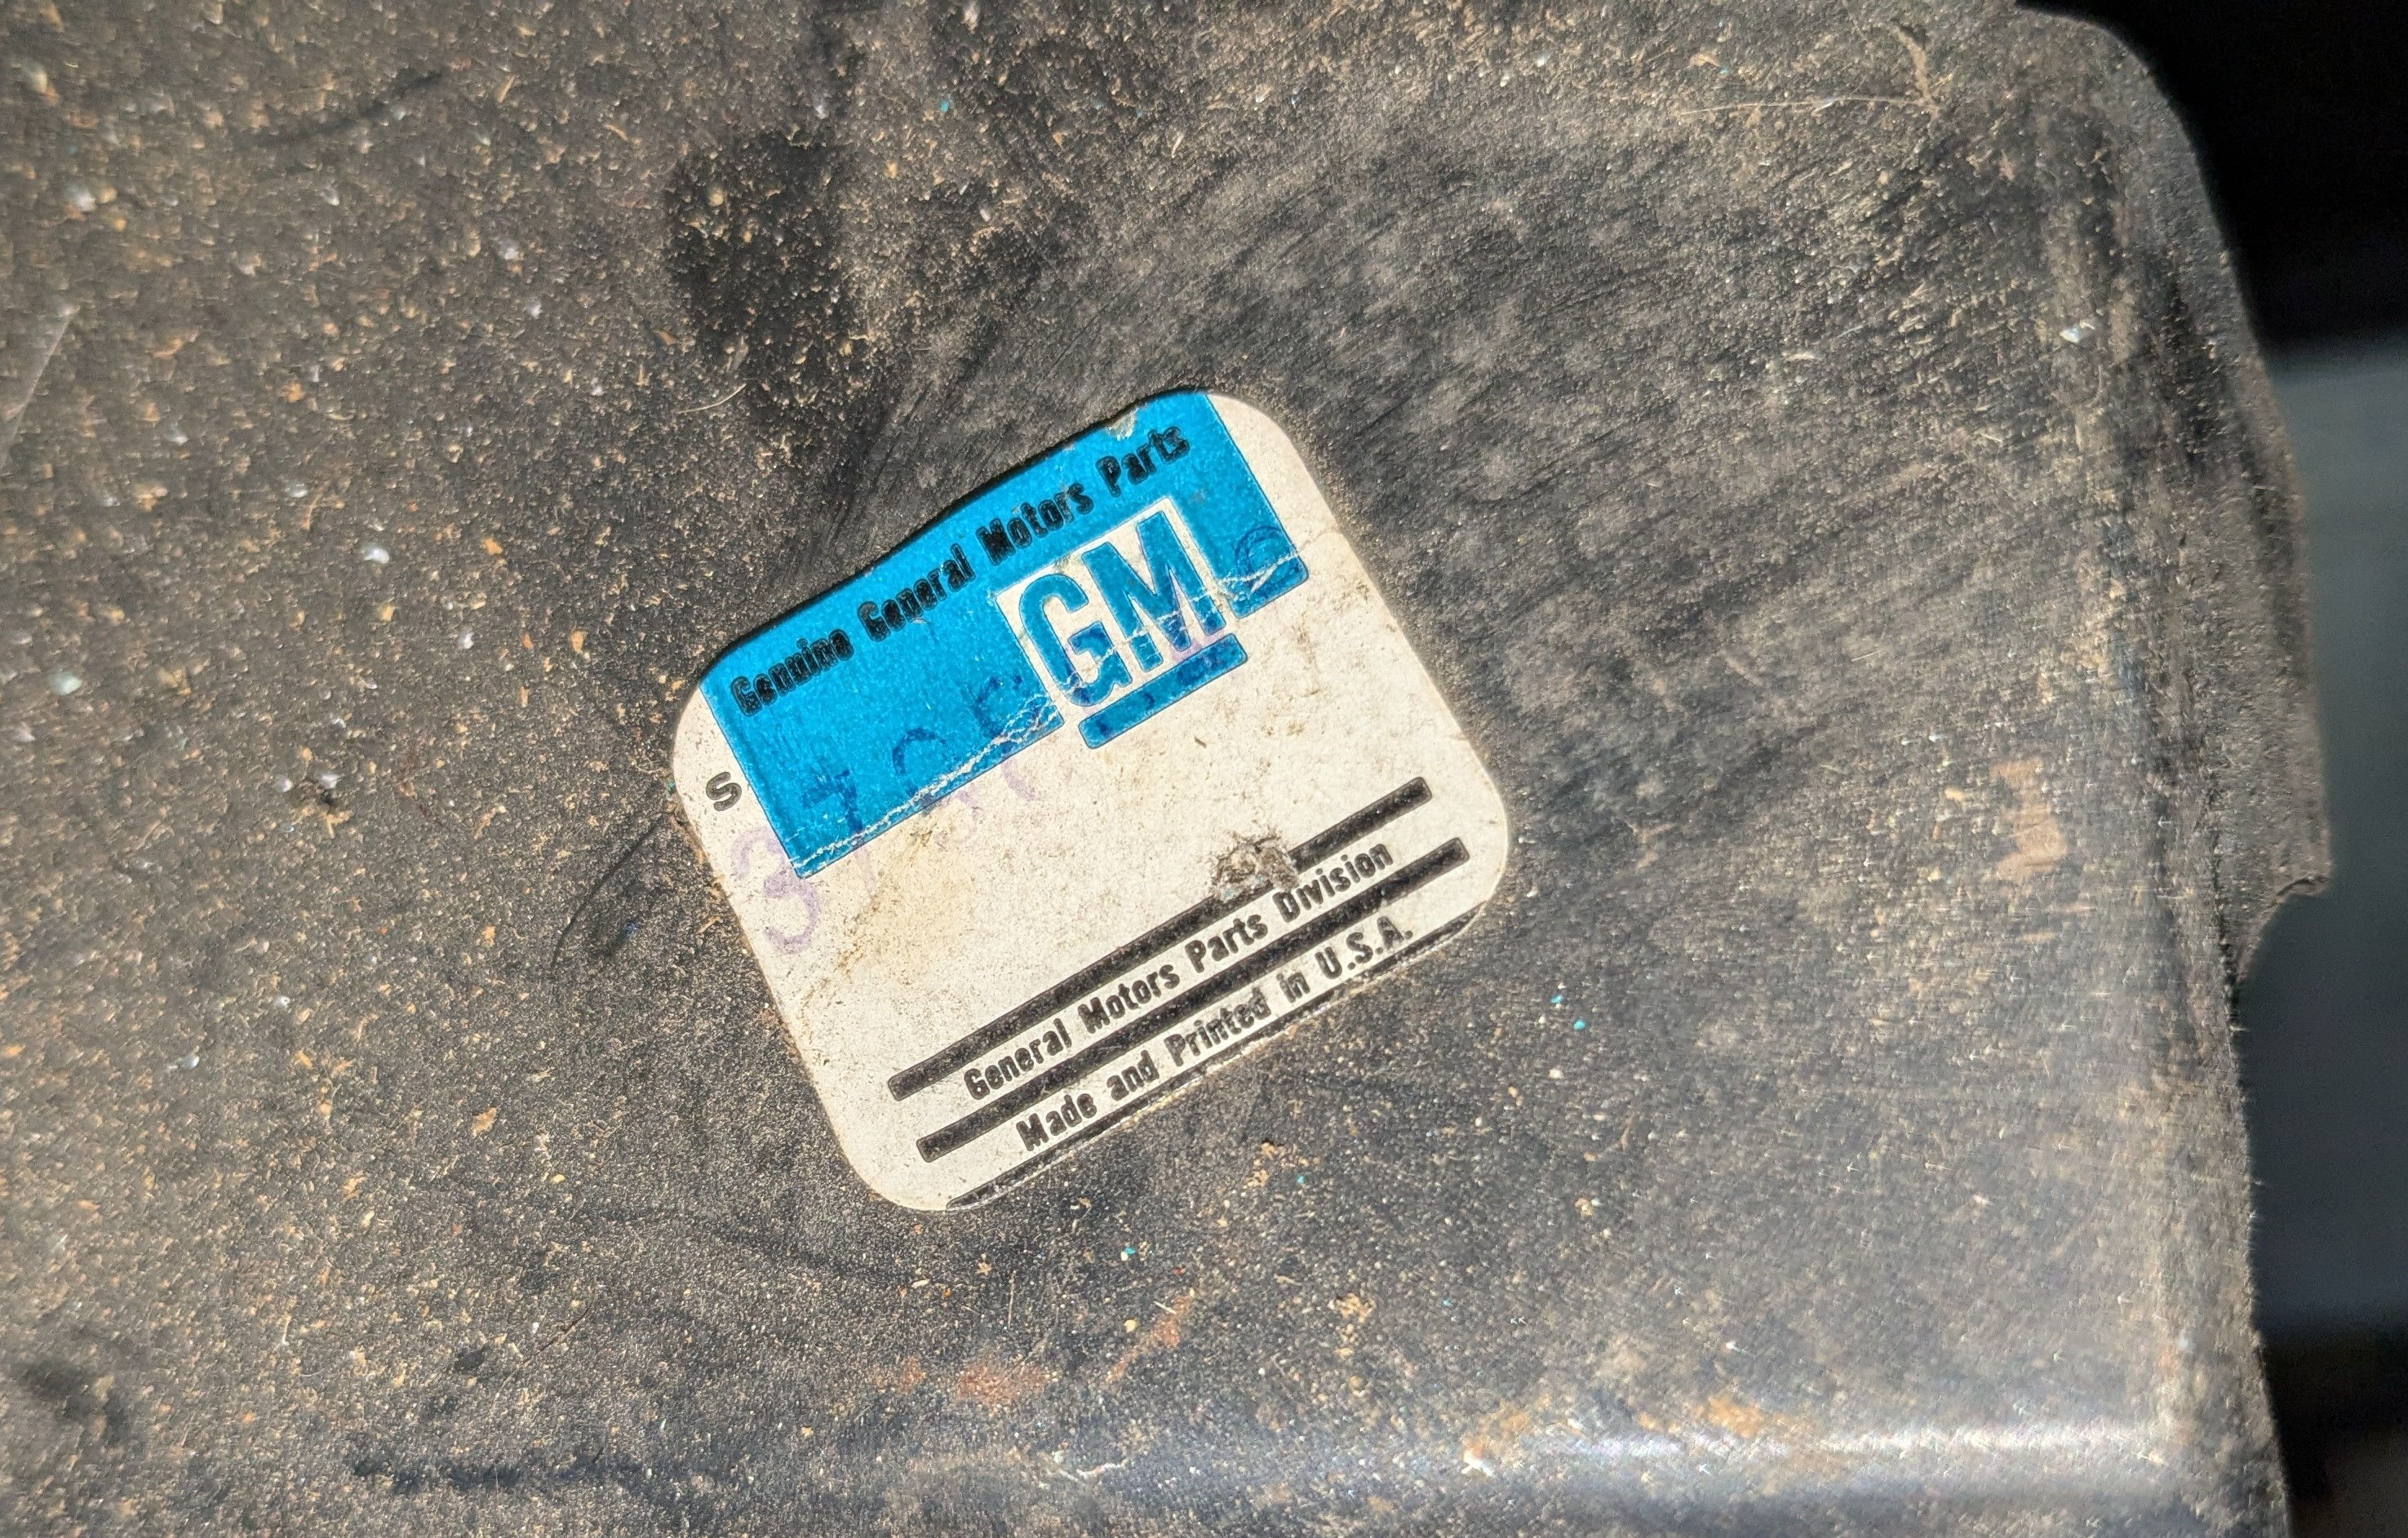 Genuine General Motors Parts
GM
S
General Motors Parts Division
Made and Printed in U.S.A.